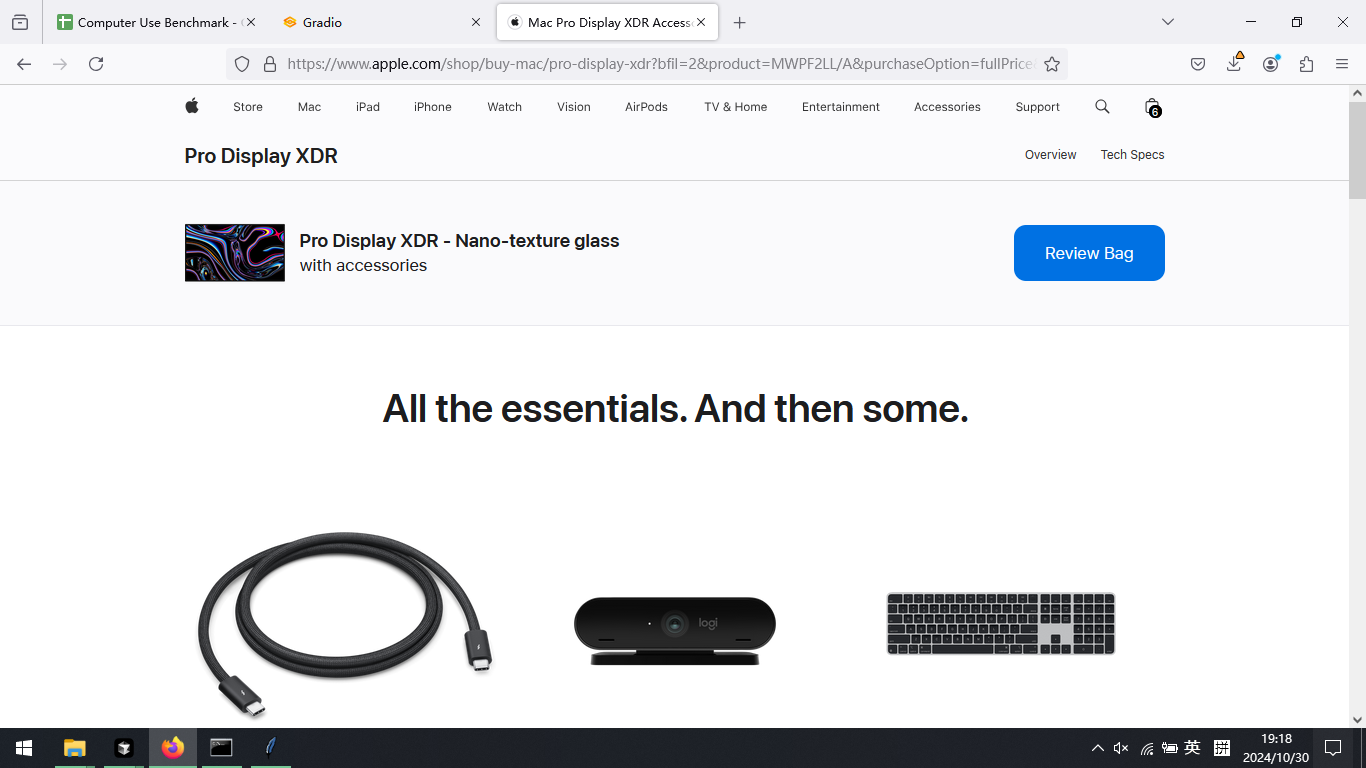 Computer Use Benchmark -
Gradio
Mac Pro Display XDR Access
https://www.apple.com/shop/buy-mac/pro-display-xdr?bfil=2&product=MWPF2LL/A&purchaseOption=fullPrice
Store
Mac
iPad
iPhone
Watch
Vision
AirPods
TV & Home
Entertainment
Accessories
Support
6
Pro Display XDR
Overview
Tech Specs
Pro Display XDR - Nano-texture glass
with accessories
Review Bag
All the essentials. And then some.
logi
英
拼
19:18
2024/10/30